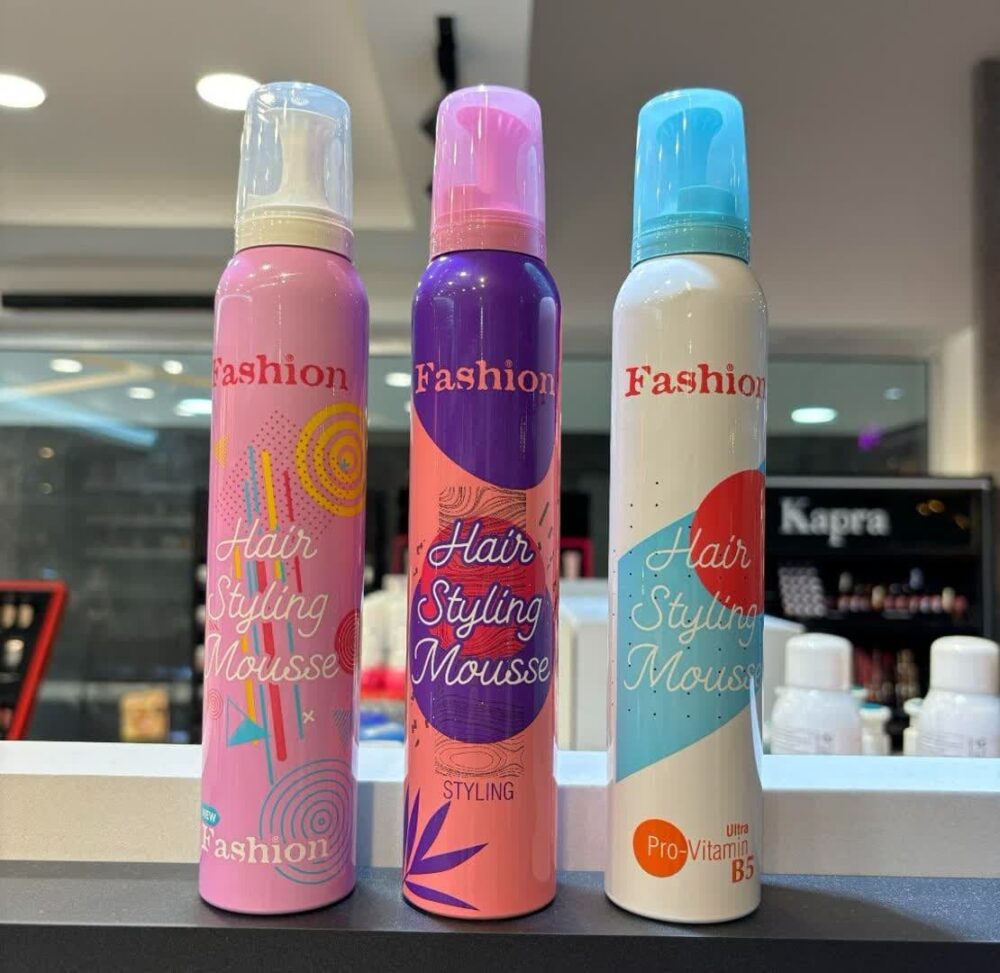 Fashion
Hair
Styling
Mousse
NEW
Fashion
Fashion
Hair
Styling
Mousse
STYLING
Fashion
Hair
Styling
Mousse
Ultra
Pro-Vitamin
B5
Kapra